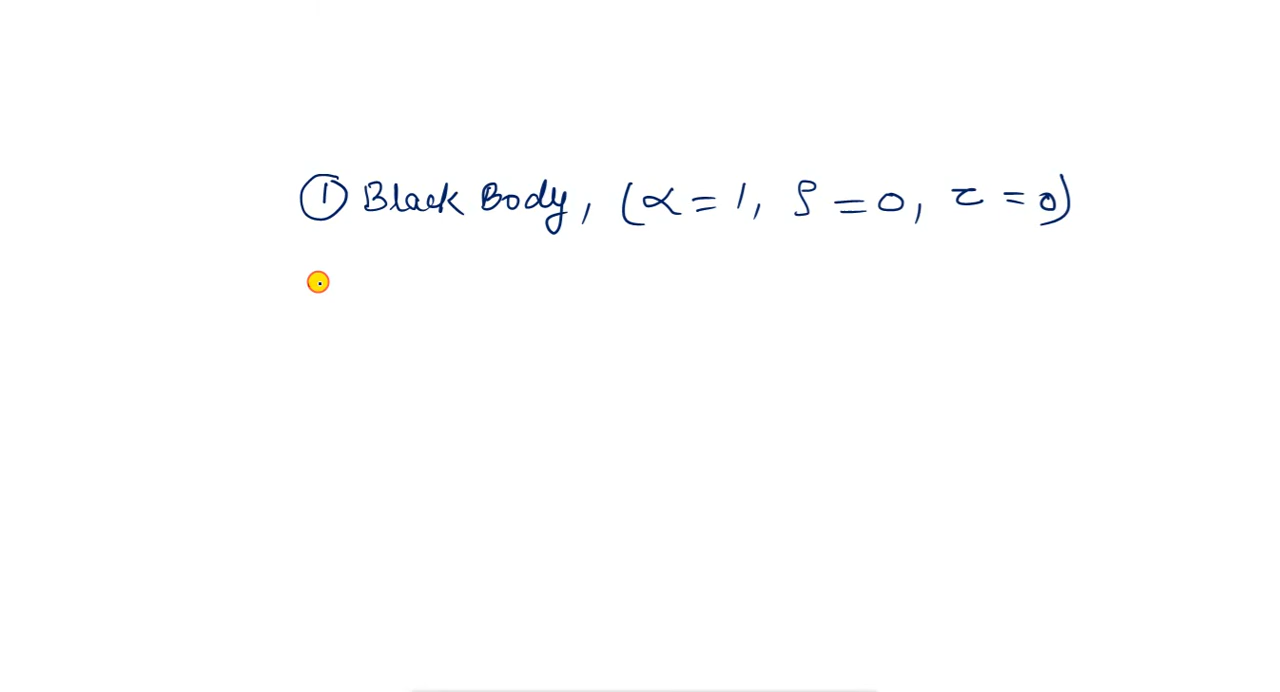 ① Black Body, (α = 1, ρ = 0, τ = 0)